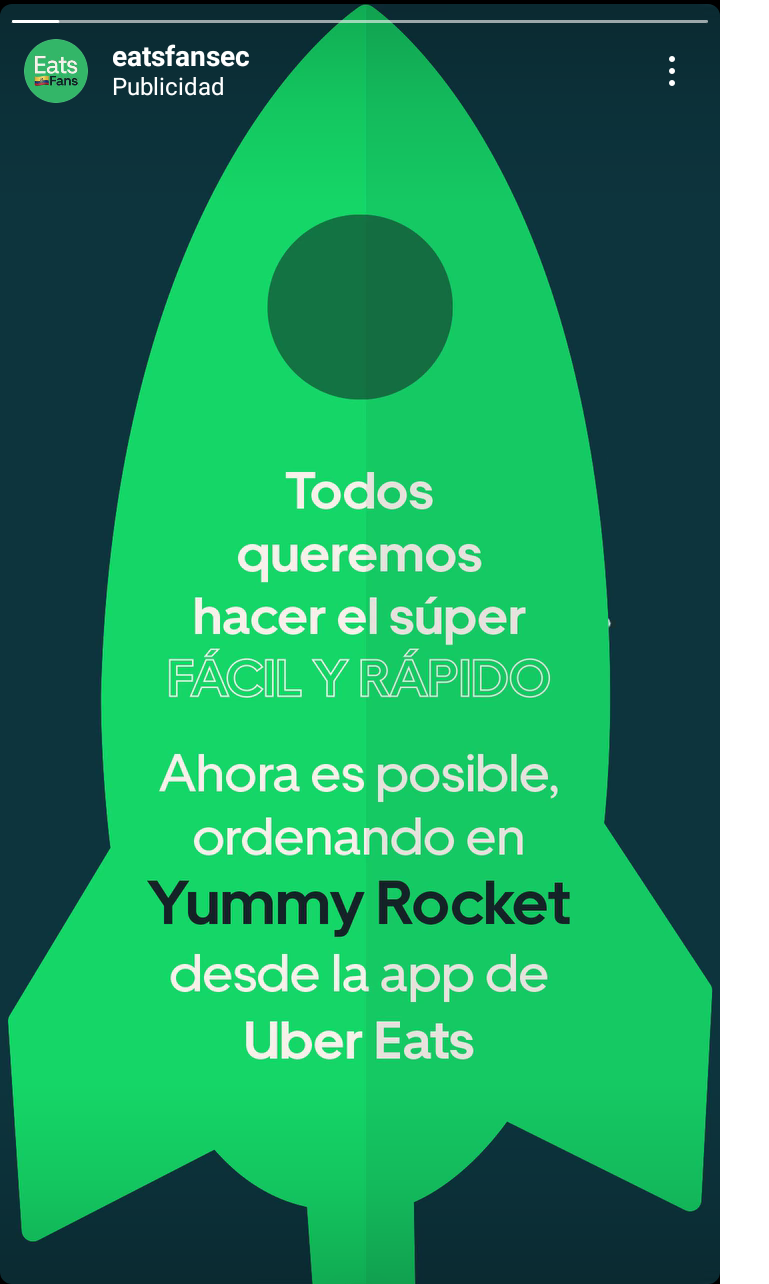 Eats
Fans
eatsfansec
Publicidad
Todos
queremos
hacer el súper
FÁCIL Y RÁPIDO
Ahora es posible,
ordenando en
Yummy Rocket
desde la app de
Uber Eats